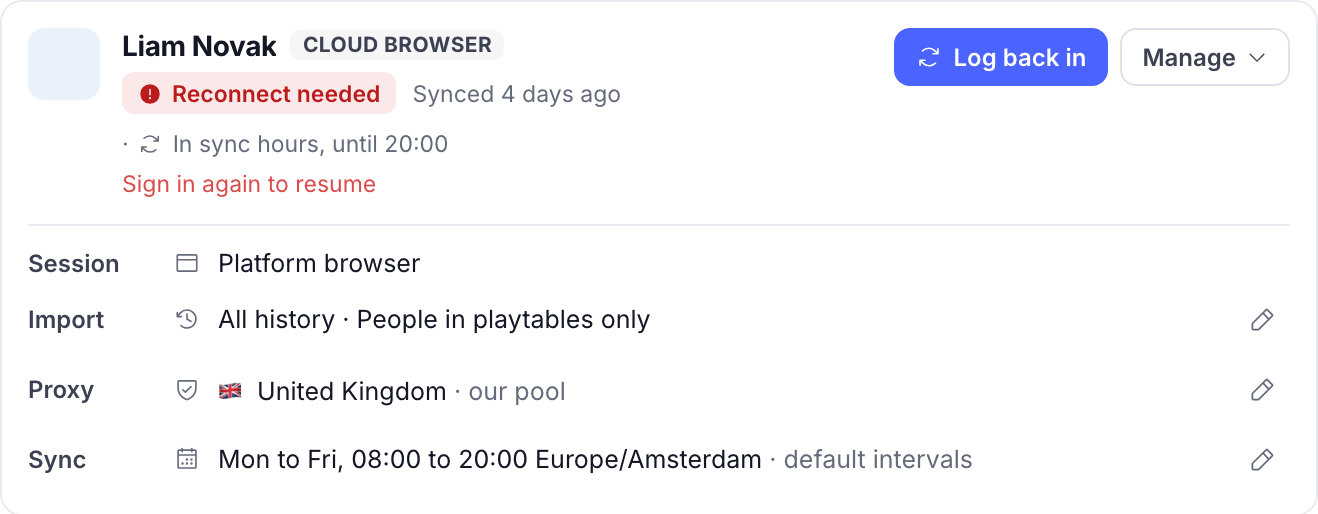 Liam Novak CLOUD BROWSER
Log back in
Manage
Reconnect needed Synced 4 days ago
· In sync hours, until 20:00
Sign in again to resume
Session Platform browser
Import All history · People in playtables only
Proxy United Kingdom · our pool
Sync Mon to Fri, 08:00 to 20:00 Europe/Amsterdam · default intervals